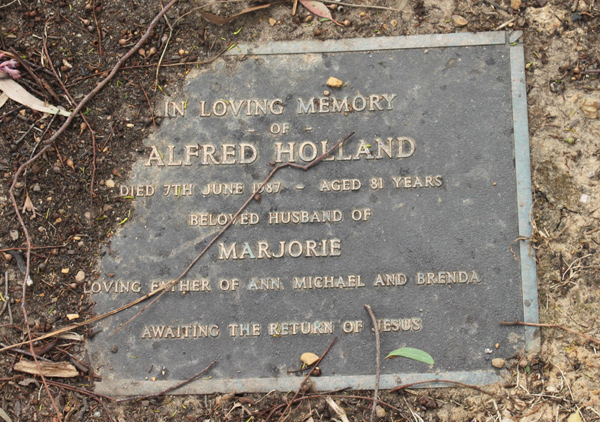 IN LOVING MEMORY
- OF -
ALFRED HOLLAND
DIED 7TH JUNE 1987 - AGED 81 YEARS
BELOVED HUSBAND OF
MARJORIE
LOVING FATHER OF ANN, MICHAEL AND BRENDA
AWAITING THE RETURN OF JESUS